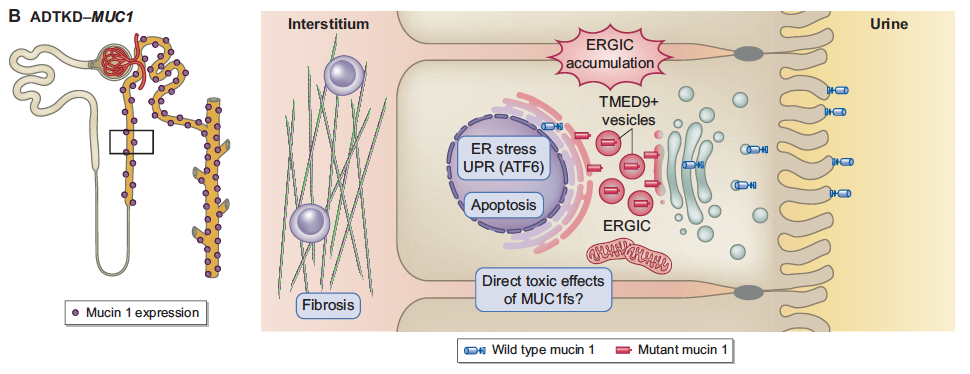 B ADTKD–MUC1
Mucin 1 expression
Interstitium
Urine
ERGIC
accumulation
TMED9+
vesicles
ER stress
UPR (ATF6)
Apoptosis
ERGIC
Direct toxic effects
of MUC1fs?
Fibrosis
Wild type mucin 1
Mutant mucin 1